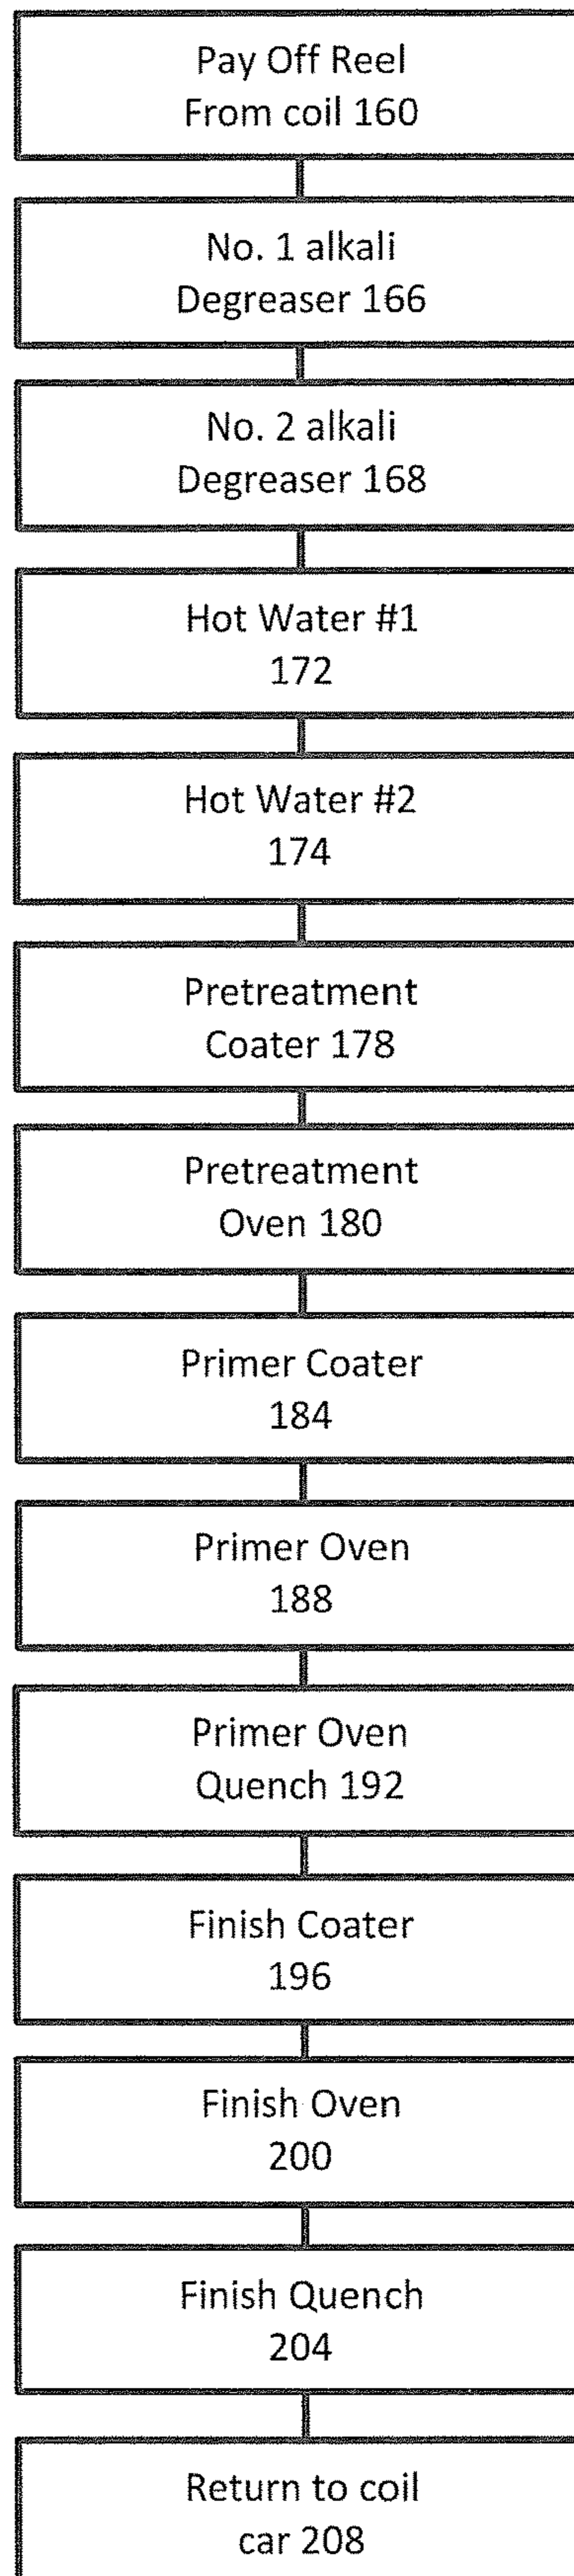 Pay Off Reel
From coil 160
No. 1 alkali
Degreaser 166
No. 2 alkali
Degreaser 168
Hot Water #1
172
Hot Water #2
174
Pretreatment
Coater 178
Pretreatment
Oven 180
Primer Coater
184
Primer Oven
188
Primer Oven
Quench 192
Finish Coater
196
Finish Oven
200
Finish Quench
204
Return to coil
car 208